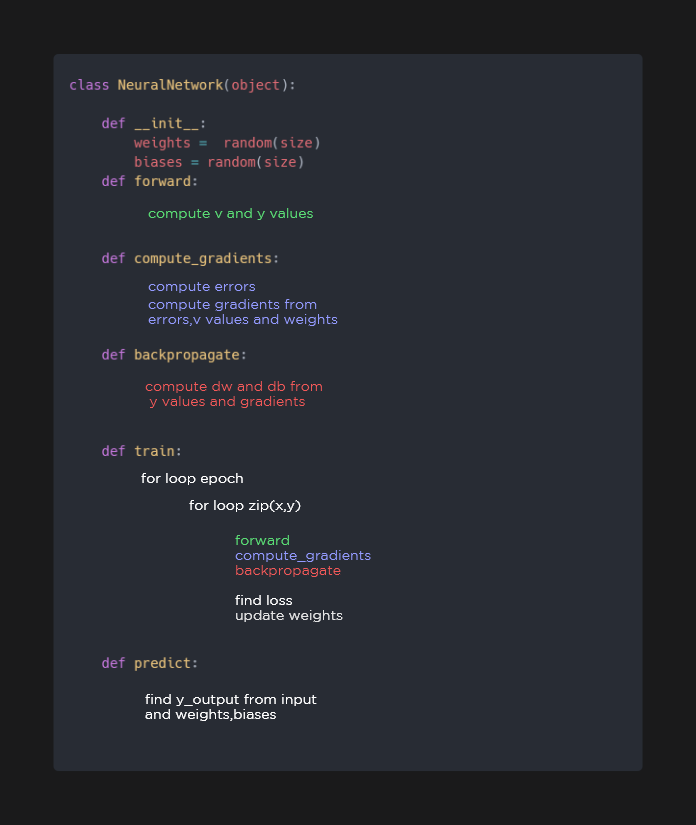 class NeuralNetwork(object):
def __init__:
weights =  random(size)
biases = random(size)
def forward:
compute v and y values
def compute_gradients:
compute errors
compute gradients from
errors,v values and weights
def backpropagate:
compute dw and db from
y values and gradients
def train:
for loop epoch
for loop zip(x,y)
forward
compute_gradients
backpropagate
find loss
update weights
def predict:
find y_output from input
and weights,biases